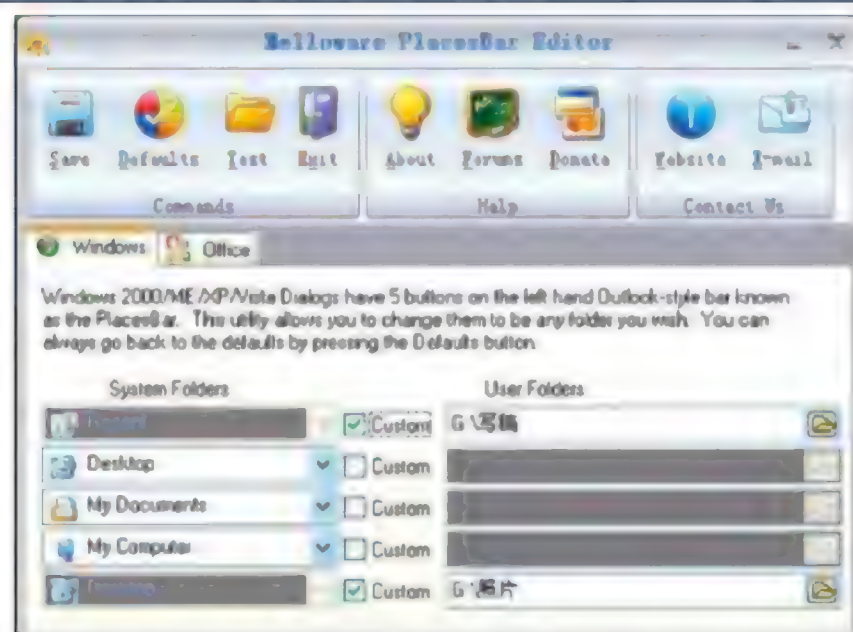 Melloware PlacesBar Editor
Save Defaults Test Exit About Forums Donate Website E-mail
Commands Help Contact Us
Windows Office
Windows 2000/ME/XP/Vista Dialogs have 5 buttons on the left hand Outlook-style bar known
as the PlacesBar. This utility allows you to change them to be any folder you wish. You can
always go back to the defaults by pressing the Defaults button.
System Folders User Folders
Recent Custom G:\写稿
Desktop Custom
My Documents Custom
My Computer Custom
Desktop Custom G:\照片